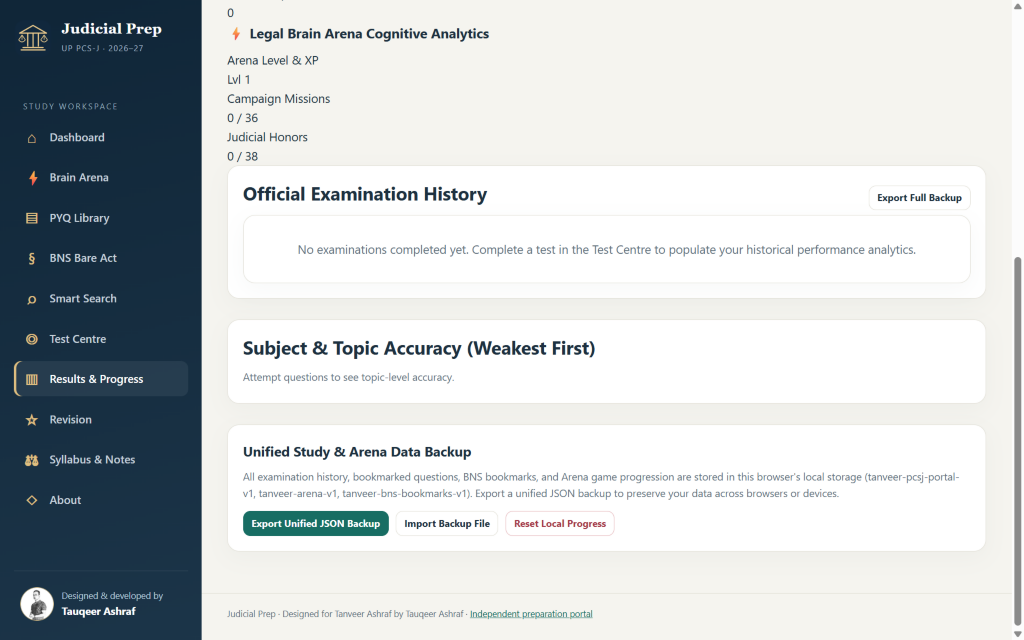 Judicial Prep
UP PCS-J · 2026–27
STUDY WORKSPACE
Dashboard
Brain Arena
PYQ Library
§ BNS Bare Act
Smart Search
Test Centre
Results & Progress
Revision
Syllabus & Notes
About
Designed & developed by
Tauqeer Ashraf
0
Legal Brain Arena Cognitive Analytics
Arena Level & XP
Lvl 1
Campaign Missions
0 / 36
Judicial Honors
0 / 38
Official Examination History
Export Full Backup
No examinations completed yet. Complete a test in the Test Centre to populate your historical performance analytics.
Subject & Topic Accuracy (Weakest First)
Attempt questions to see topic-level accuracy.
Unified Study & Arena Data Backup
All examination history, bookmarked questions, BNS bookmarks, and Arena game progression are stored in this browser's local storage (tanveer-pcsj-portal-
v1, tanveer-arena-v1, tanveer-bns-bookmarks-v1). Export a unified JSON backup to preserve your data across browsers or devices.
Export Unified JSON Backup
Import Backup File
Reset Local Progress
Judicial Prep · Designed for Tanveer Ashraf by Tauqeer Ashraf · Independent preparation portal